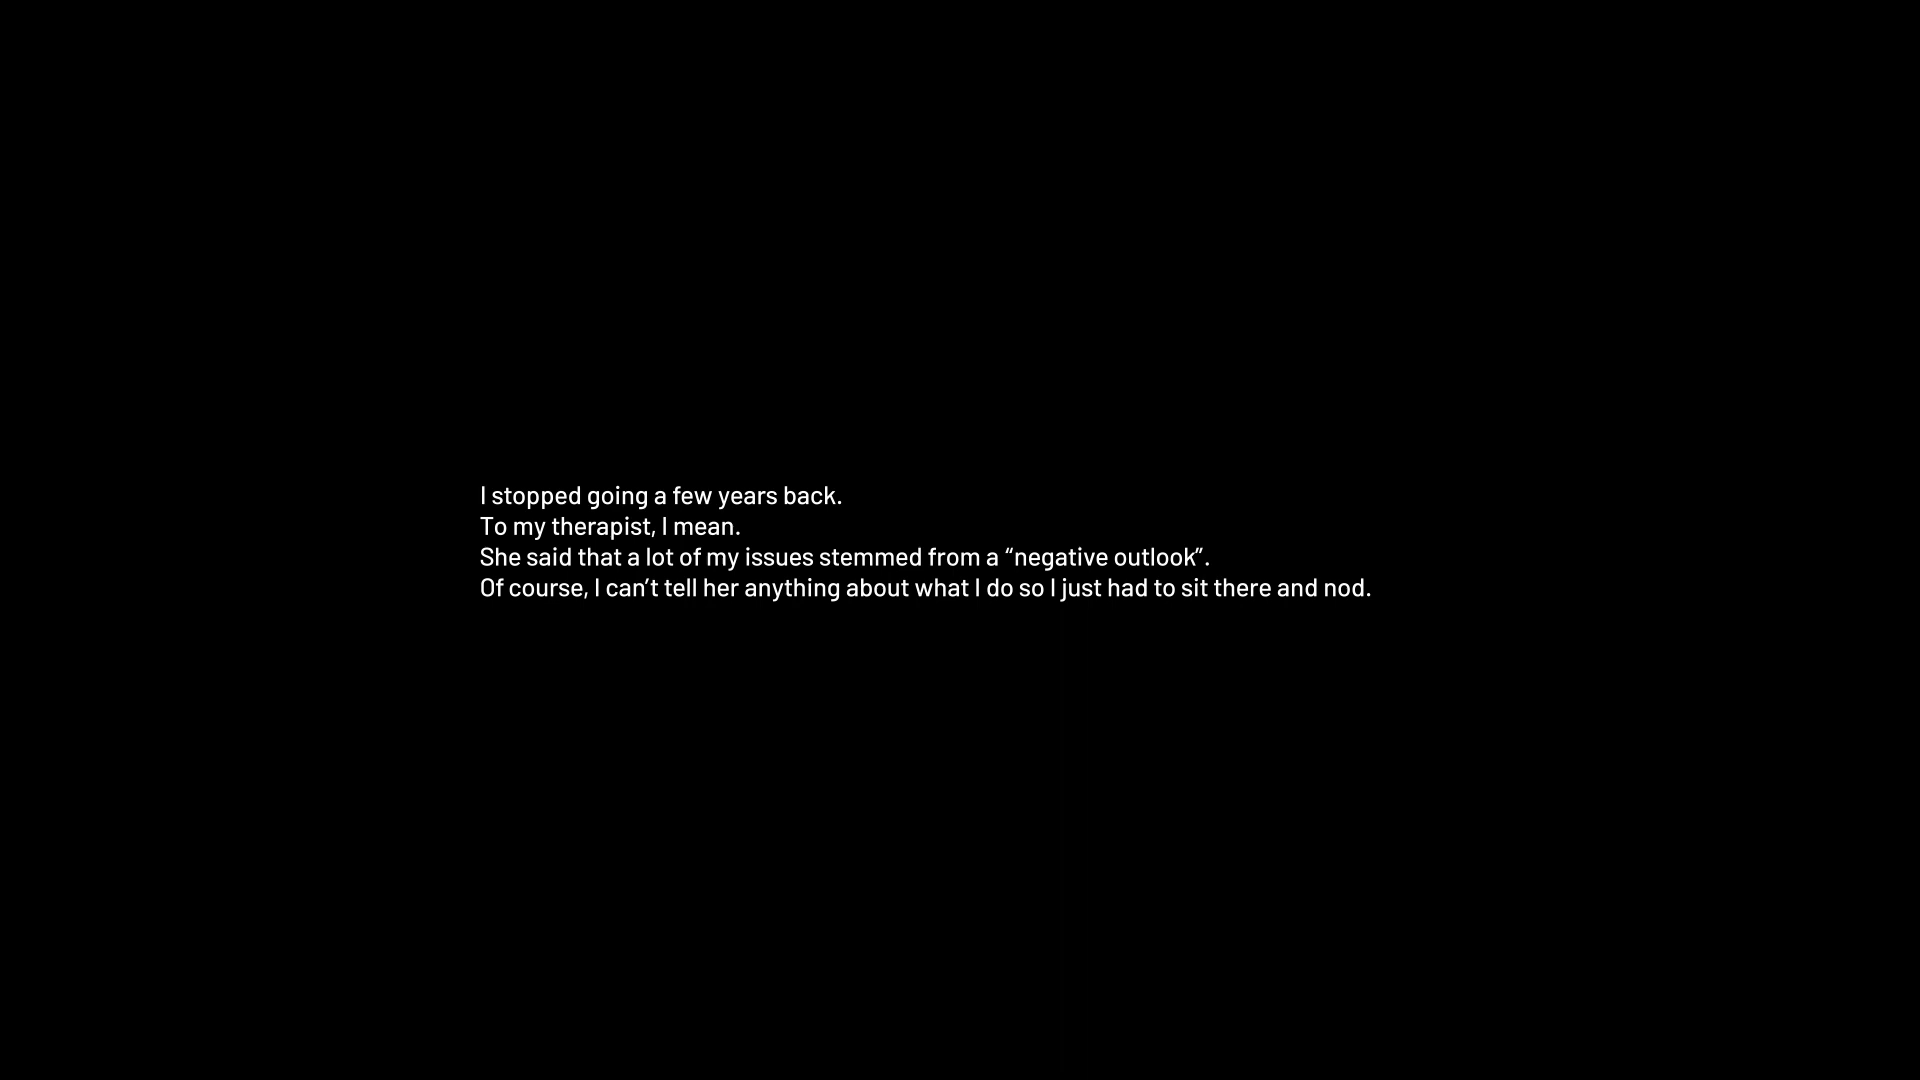 I stopped going a few years back.
To my therapist, I mean.
She said that a lot of my issues stemmed from a “negative outlook”.
Of course, I can’t tell her anything about what I do so I just had to sit there and nod.